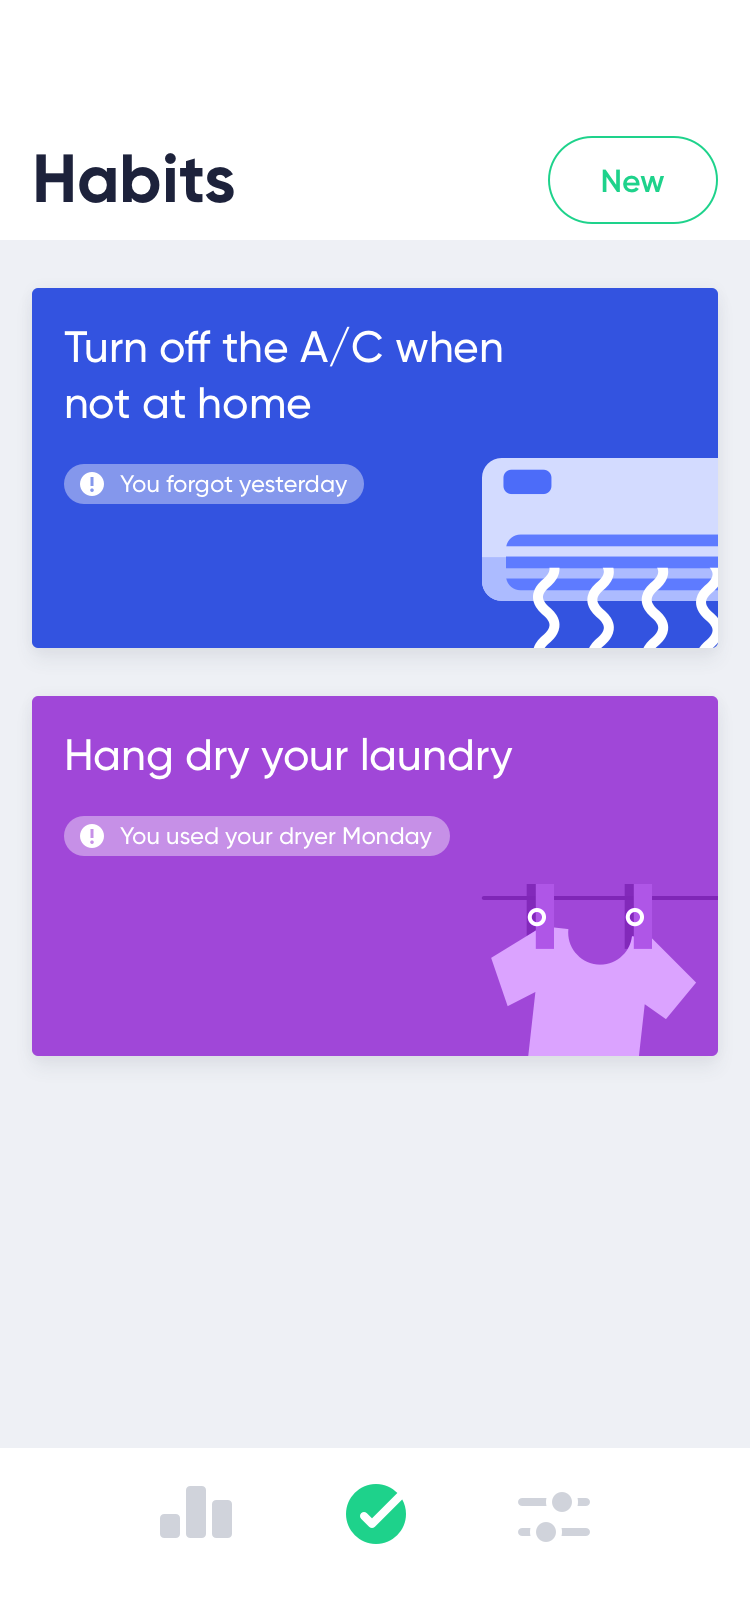 Habits
New
Turn off the A/C when
not at home
You forgot yesterday
Hang dry your laundry
You used your dryer Monday